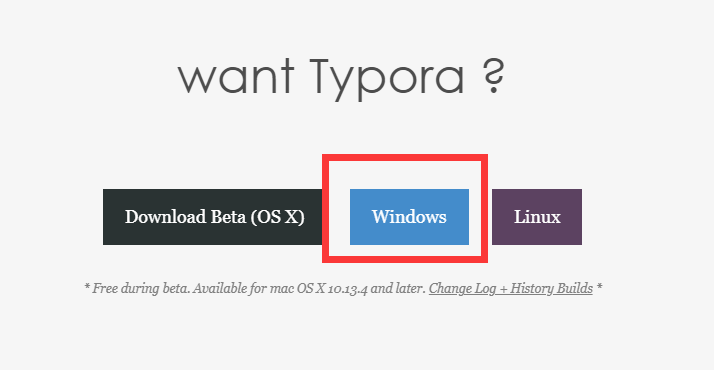 want Typora ?
Download Beta (OS X) Windows Linux
* Free during beta. Available for mac OS X 10.13.4 and later. Change Log + History Builds *